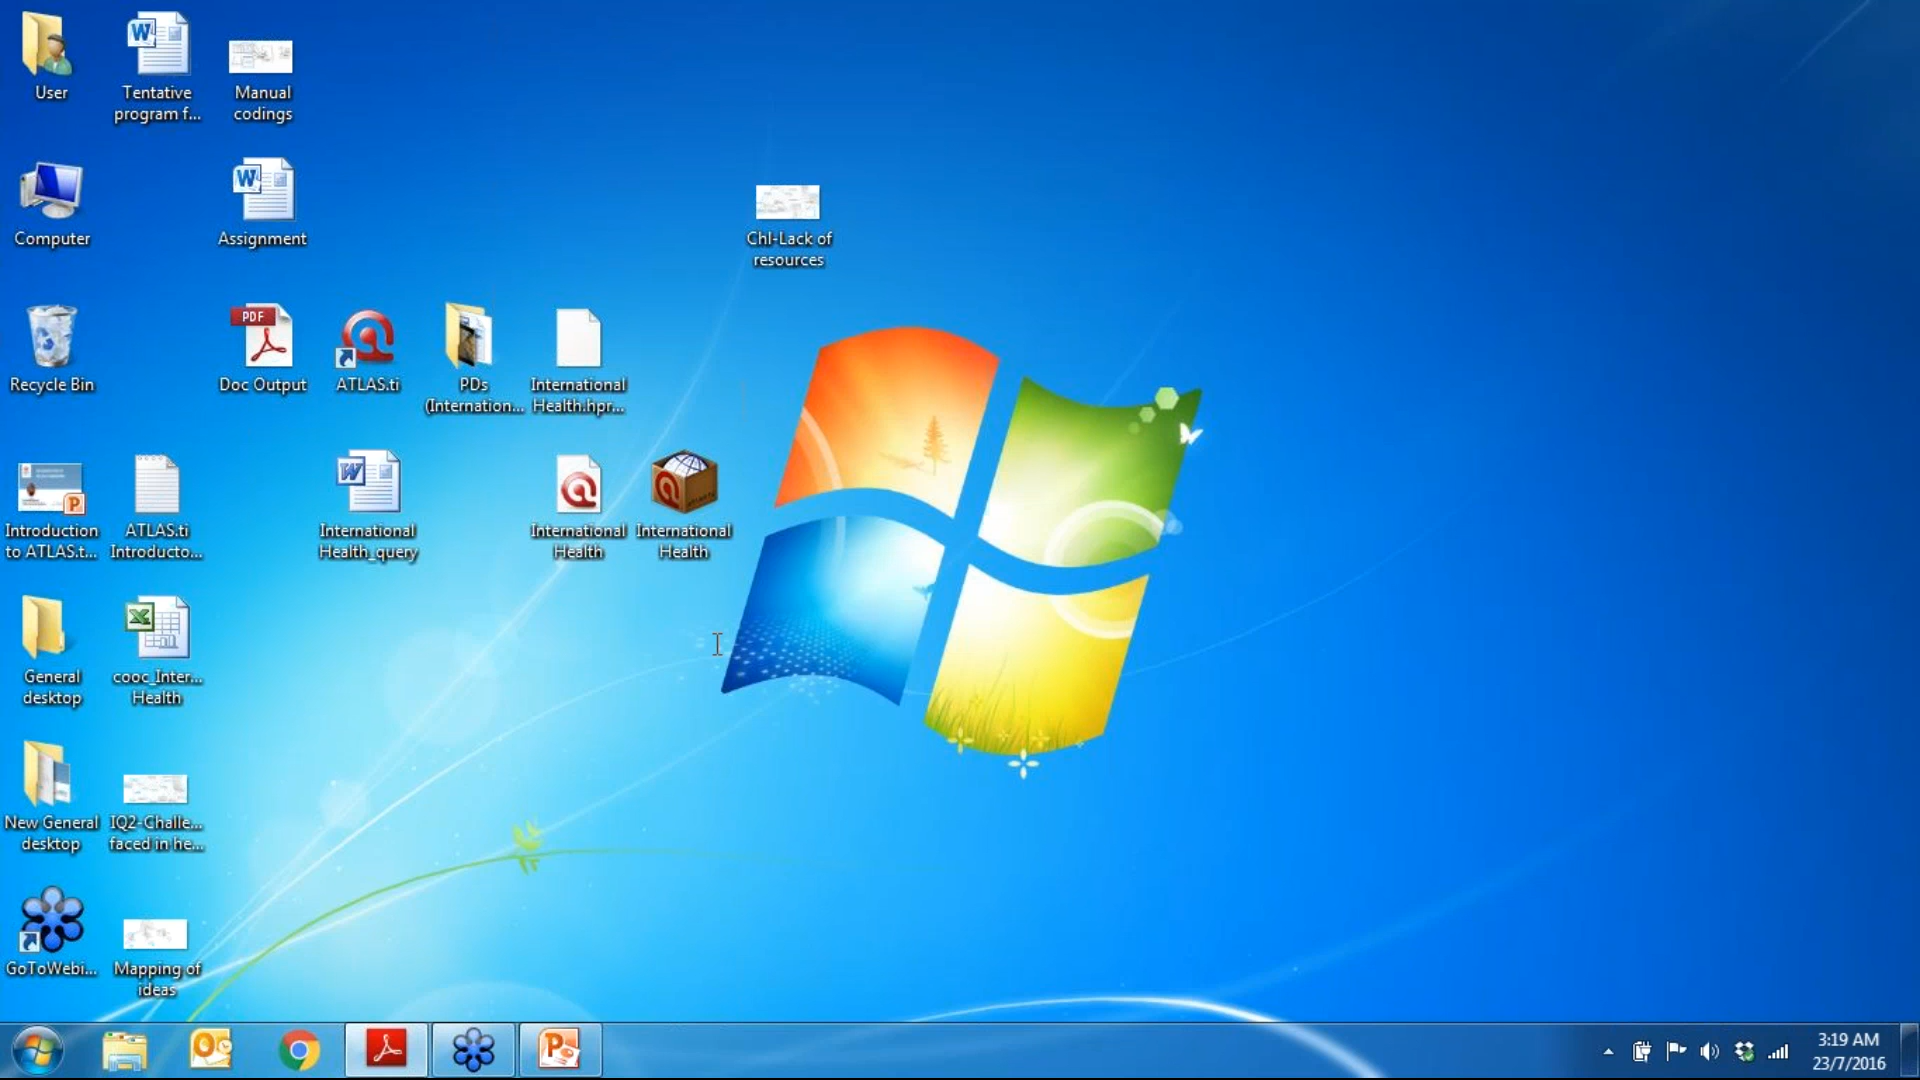 User
Tentative
program f...
Manual
codings
Computer
Assignment
ChI-Lack of
resources
Recycle Bin
PDF
Doc Output
ATLAS.ti
PDs
(Internation...
International
Health.hpr...
Introduction
to ATLAS.t...
ATLAS.ti
Introducto...
International
Health_query
International
Health
International
Health
General
desktop
cooc_Inter...
Health
New General
desktop
IQ2-Challe...
faced in he...
GoToWebi...
Mapping of
ideas
3:19 AM
23/7/2016